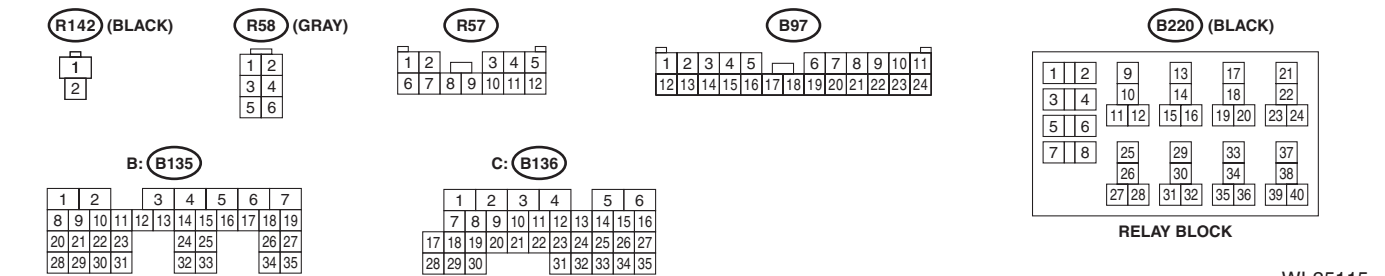 R142 (BLACK)
R58 (GRAY)
R57
B97
B220 (BLACK)
1
2
1 2
3 4
5 6
1 2 3 4 5
6 7 8 9 10 11 12
1 2 3 4 5 6 7 8 9 10 11
12 13 14 15 16 17 18 19 20 21 22 23 24
1 2 9 13 17 21
3 4 10 14 18 22
5 6 11 12 15 16 19 20 23 24
7 8 25 29 33 37
26 30 34 38
27 28 31 32 35 36 39 40
RELAY BLOCK
B: B135
1 2 3 4 5 6 7
8 9 10 11 12 13 14 15 16 17 18 19
20 21 22 23 24 25 26 27
28 29 30 31 32 33 34 35
C: B136
1 2 3 4 5 6
7 8 9 10 11 12 13 14 15 16
17 18 19 20 21 22 23 24 25 26 27
28 29 30 31 32 33 34 35